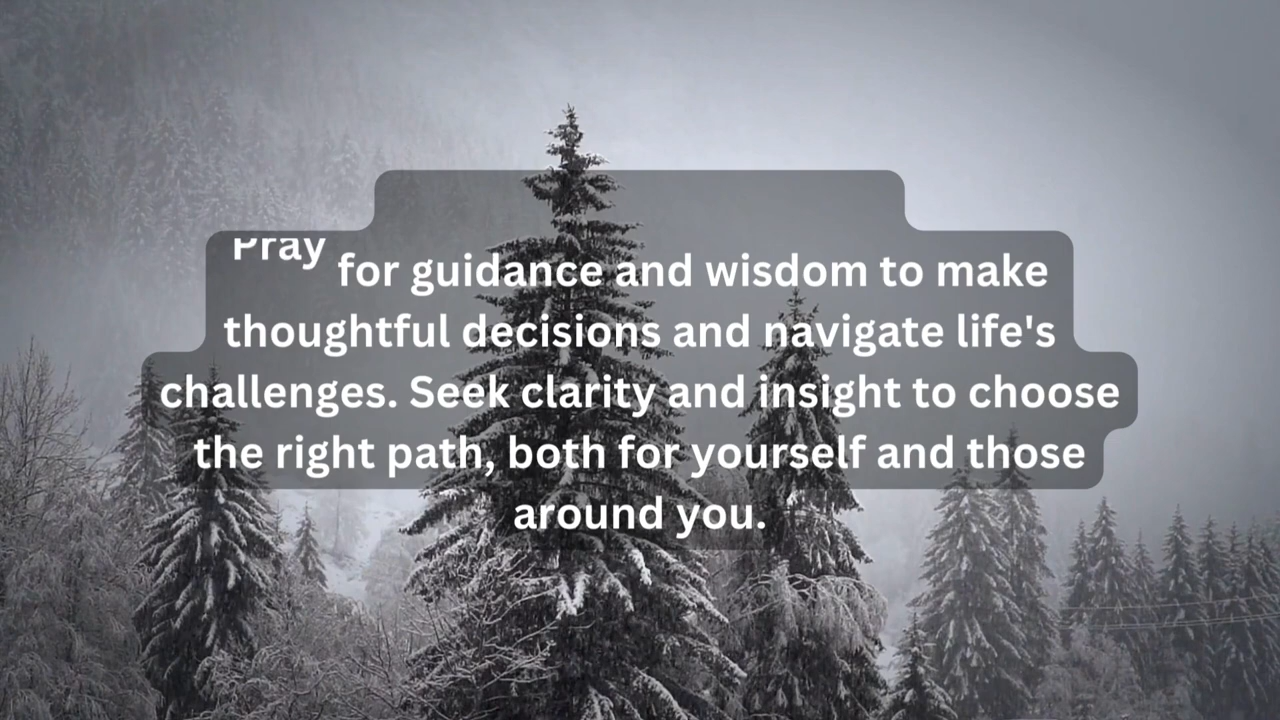 Pray for guidance and wisdom to make
thoughtful decisions and navigate life's
challenges. Seek clarity and insight to choose
the right path, both for yourself and those
around you.